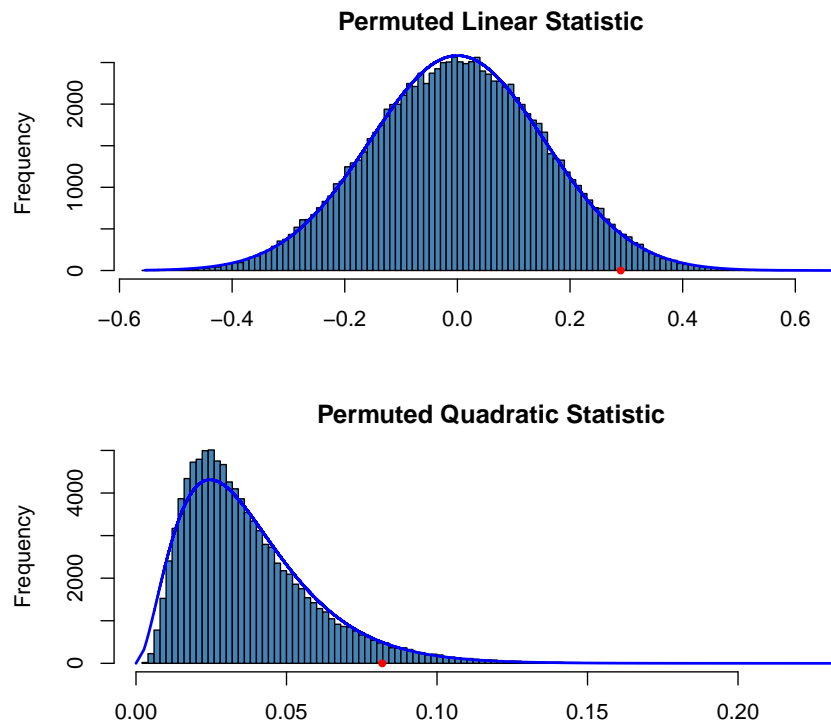 Permuted Linear Statistic
Frequency
0
1000
2000
−0.6 −0.4 −0.2 0.0 0.2 0.4 0.6
Permuted Quadratic Statistic
Frequency
0
2000
4000
0.00 0.05 0.10 0.15 0.20